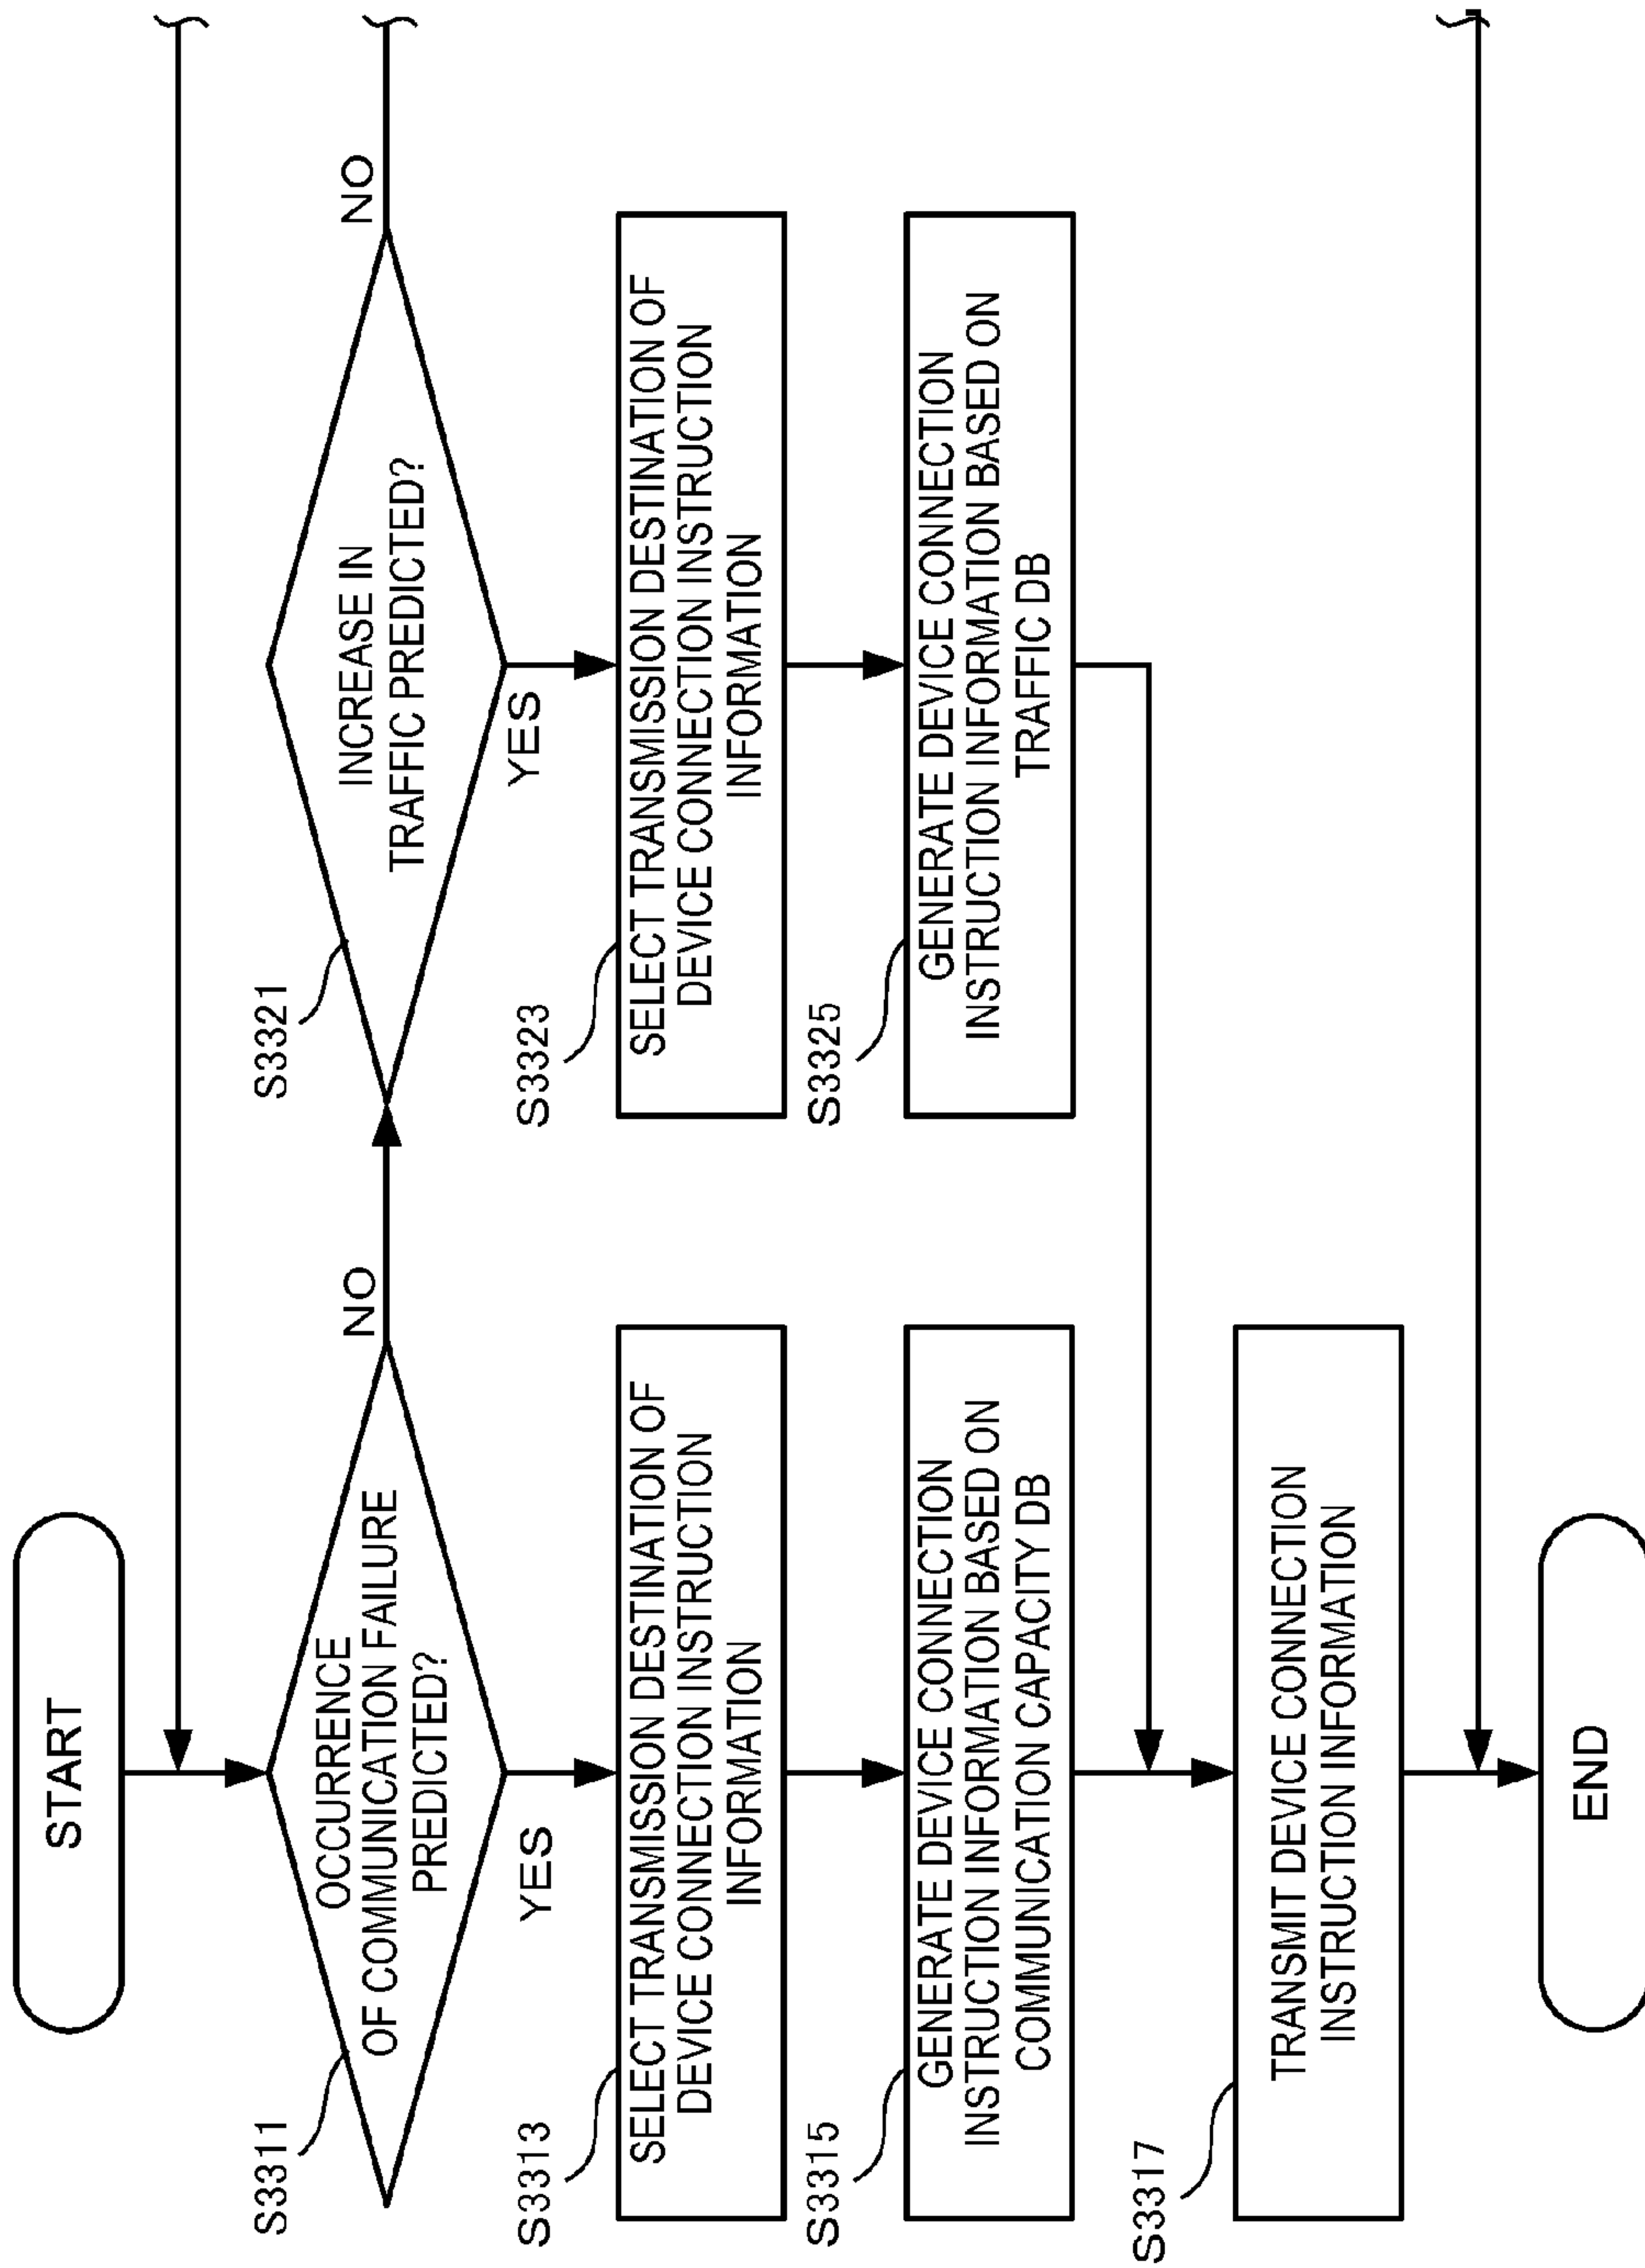 START
S3311
OCCURRENCE
OF COMMUNICATION FAILURE
PREDICTED?
NO
YES
S3313
SELECT TRANSMISSION DESTINATION OF
DEVICE CONNECTION INSTRUCTION
INFORMATION
S3315
GENERATE DEVICE CONNECTION
INSTRUCTION INFORMATION BASED ON
COMMUNICATION CAPACITY DB
S3317
TRANSMIT DEVICE CONNECTION
INSTRUCTION INFORMATION
END
S3321
INCREASE IN
TRAFFIC PREDICTED?
NO
YES
S3323
SELECT TRANSMISSION DESTINATION OF
DEVICE CONNECTION INSTRUCTION
INFORMATION
S3325
GENERATE DEVICE CONNECTION
INSTRUCTION INFORMATION BASED ON
TRAFFIC DB